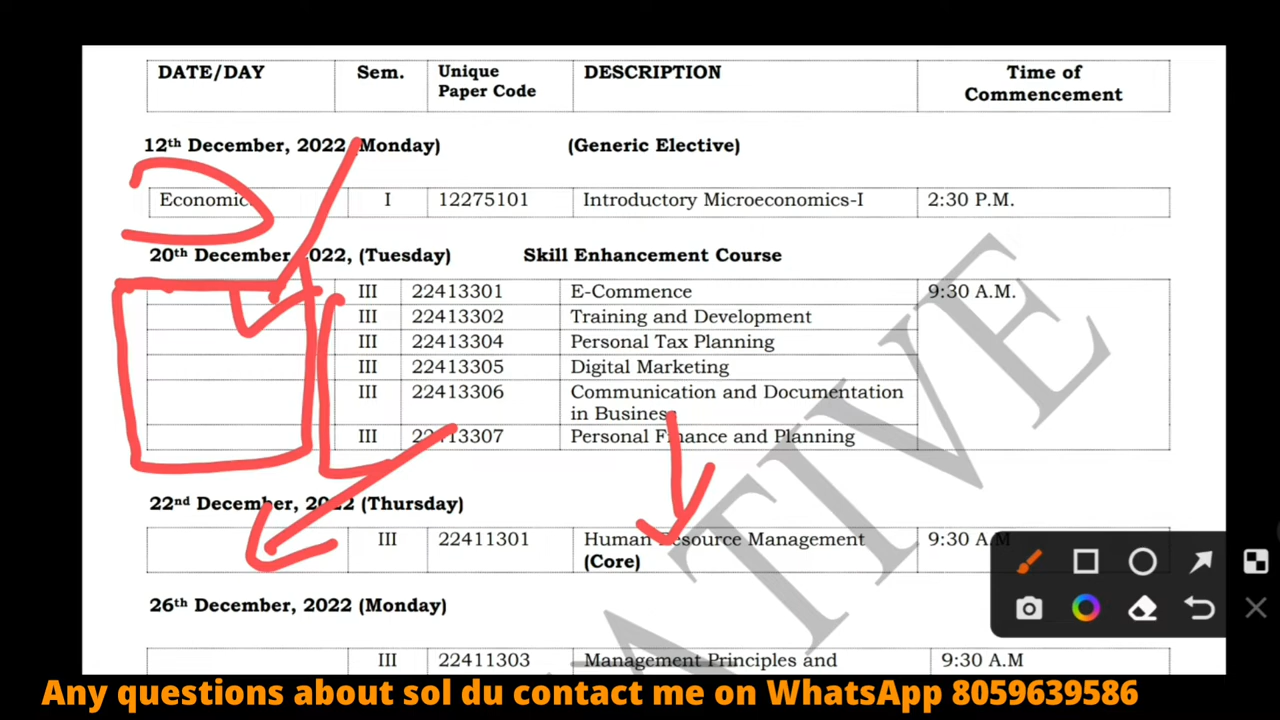 DATE/DAY Sem. Unique Paper Code DESCRIPTION Time of Commencement
12th December, 2022 (Monday) (Generic Elective)
Economic I 12275101 Introductory Microeconomics-I 2:30 P.M.
20th December, 2022, (Tuesday) Skill Enhancement Course
III 22413301 E-Commence 9:30 A.M.
III 22413302 Training and Development
III 22413304 Personal Tax Planning
III 22413305 Digital Marketing
III 22413306 Communication and Documentation
in Business
III 22413307 Personal Finance and Planning
22nd December, 2022 (Thursday)
III 22411301 Human Resource Management 9:30 A.M
(Core)
26th December, 2022 (Monday)
III 22411303 Management Principles and 9:30 A.M
Any questions about sol du contact me on WhatsApp 8059639586